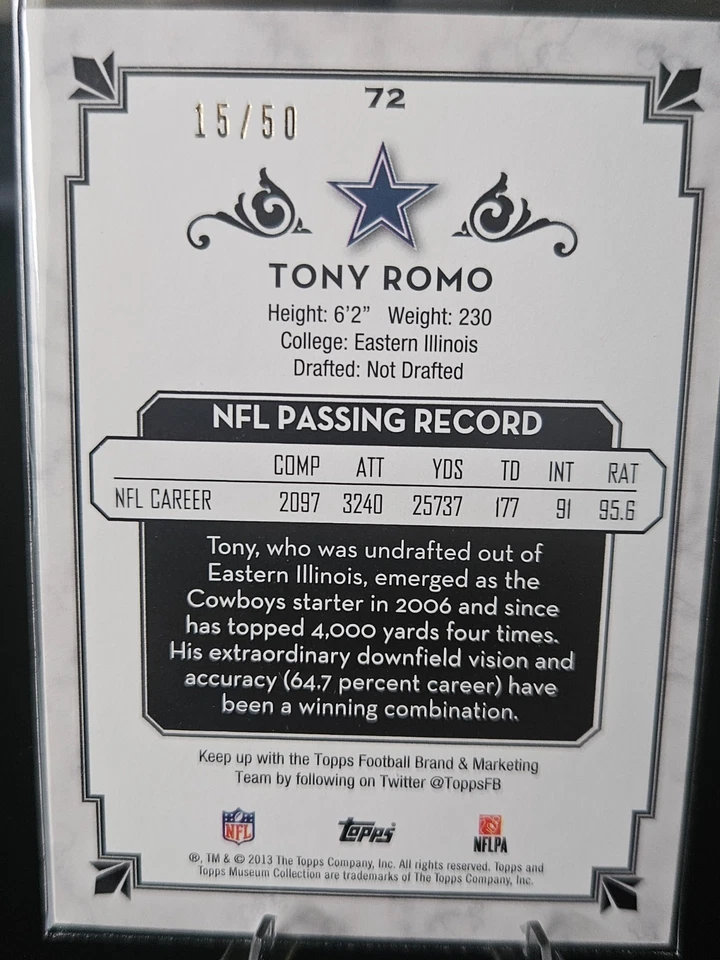 72
15/50
TONY ROMO
Height: 6'2" Weight: 230
College: Eastern Illinois
Drafted: Not Drafted
NFL PASSING RECORD
COMP ATT YDS TD INT RAT
NFL CAREER 2097 3240 25737 177 91 95.6
Tony, who was undrafted out of
Eastern Illinois, emerged as the
Cowboys starter in 2006 and since
has topped 4,000 yards four times.
His extraordinary downfield vision and
accuracy (64.7 percent career) have
been a winning combination.
Keep up with the Topps Football Brand & Marketing
Team by following on Twitter @ToppsFB
NFL Topps NFLPA
®, TM & © 2013 The Topps Company, Inc. All rights reserved. Topps and
Topps Museum Collection are trademarks of The Topps Company, Inc.